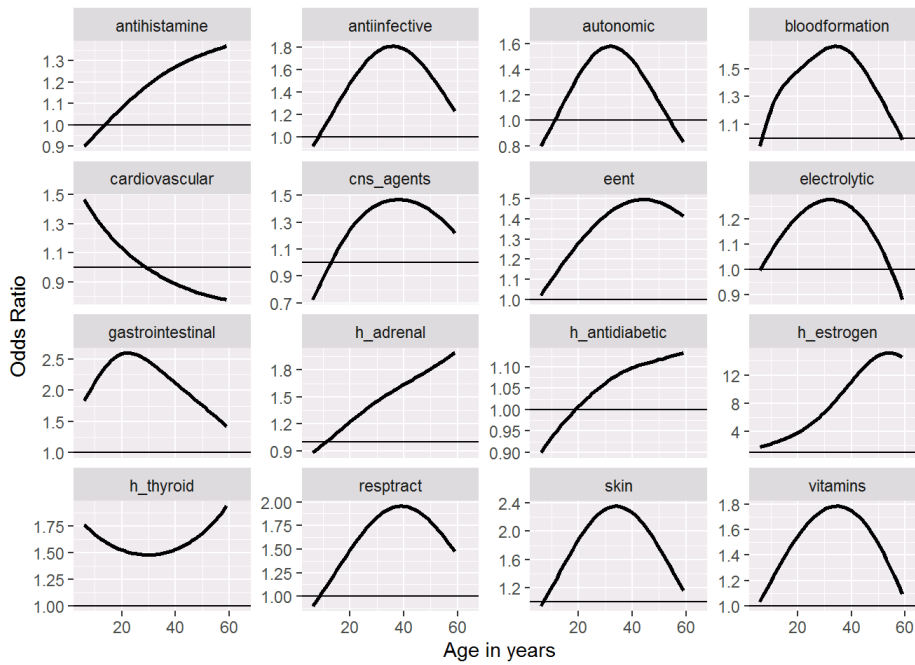 antihistamine antiinfective autonomic bloodformation
1.3 1.2 1.1 1.0 0.9
1.8 1.6 1.4 1.2 1.0
1.6 1.4 1.2 1.0 0.8
1.5 1.3 1.1
cardiovascular cns_agents eent electrolytic
1.5 1.3 1.1 0.9
1.5 1.3 1.1 0.9 0.7
1.5 1.4 1.3 1.2 1.1 1.0
1.2 1.1 1.0 0.9
Odds Ratio
gastrointestinal h_adrenal h_antidiabetic h_estrogen
2.5 2.0 1.5 1.0
1.8 1.5 1.2 0.9
1.10 1.05 1.00 0.95 0.90
12 8 4
h_thyroid resptract skin vitamins
1.75 1.50 1.25 1.00
2.00 1.75 1.50 1.25 1.00
2.4 2.0 1.6 1.2
1.8 1.6 1.4 1.2 1.0
20 40 60 20 40 60 20 40 60 20 40 60
Age in years